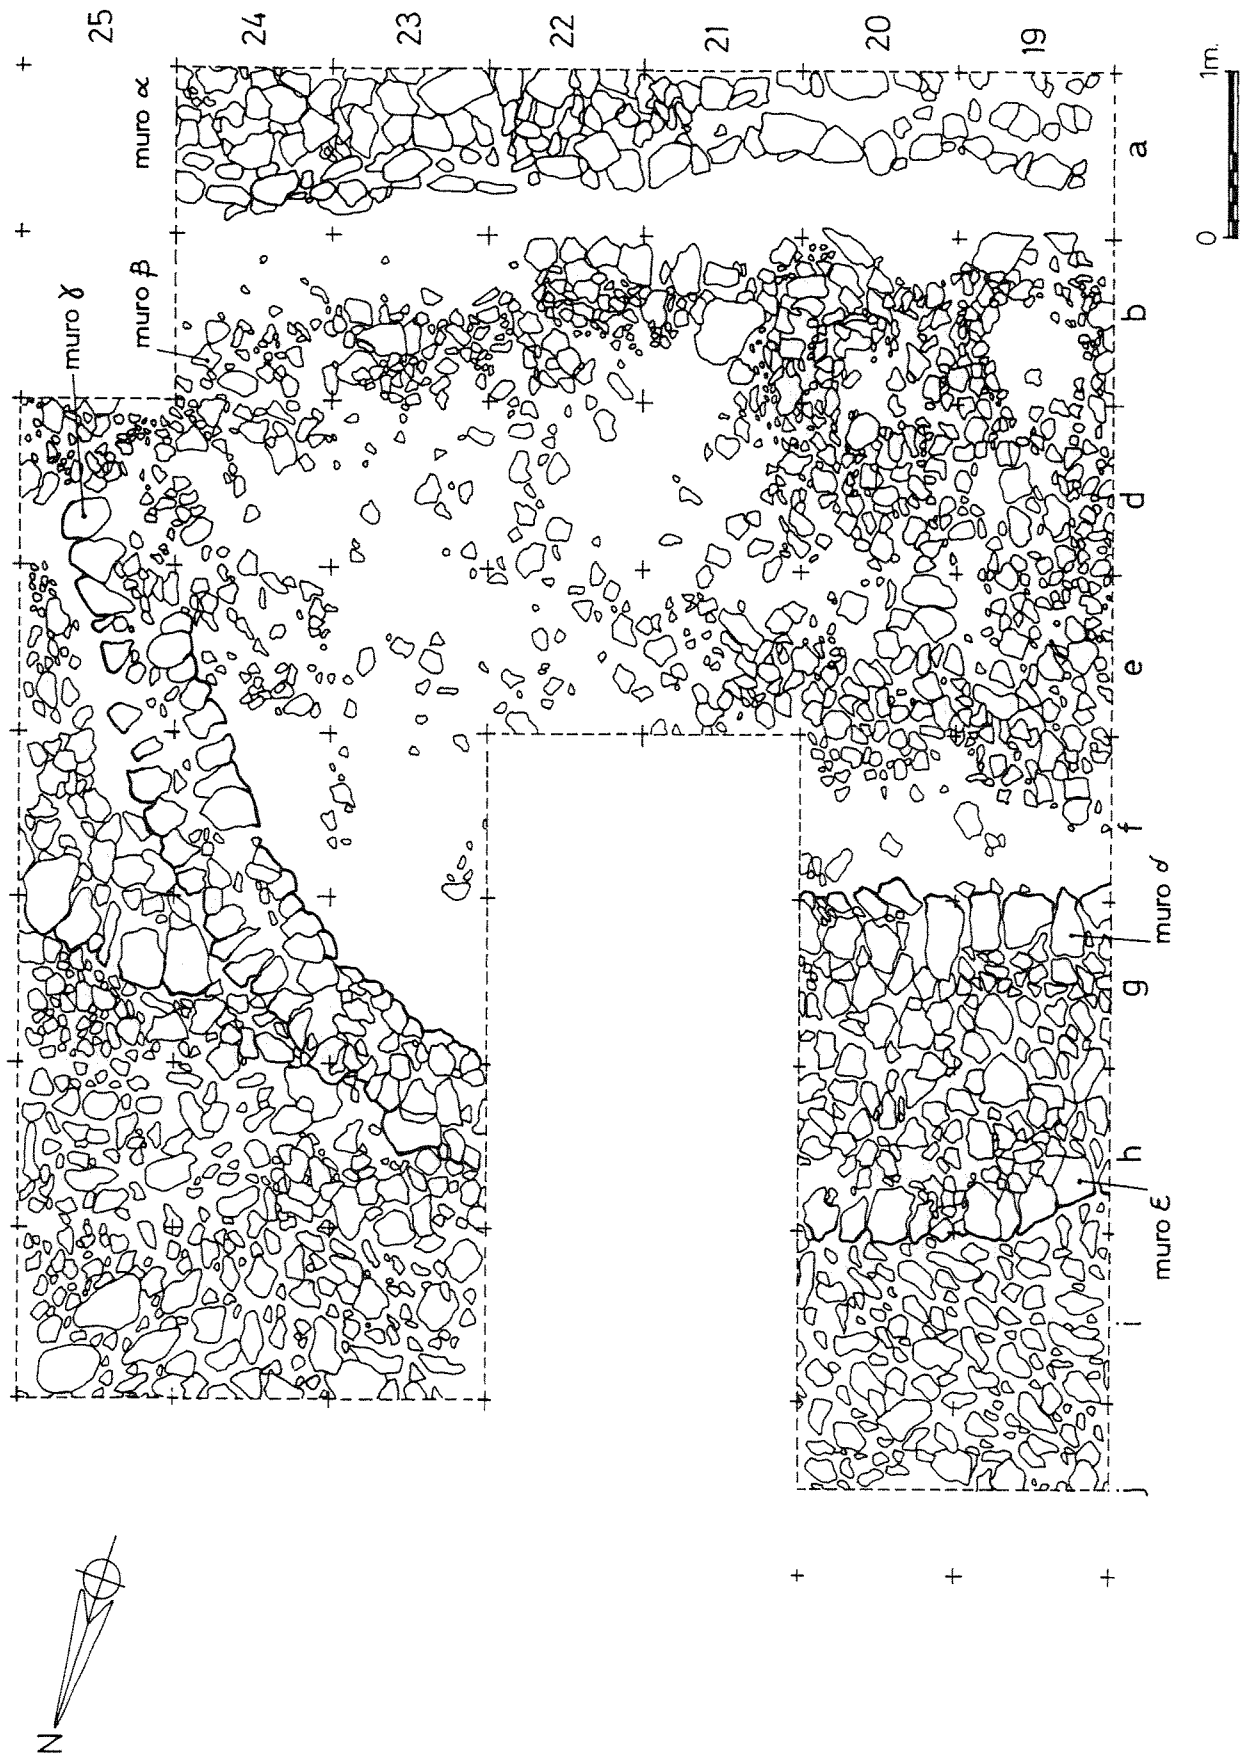 N
muro γ
25
muro β
muro α
24
23
22
21
20
19
j i h g f e d b a
muro ε
muro δ
0 1m.